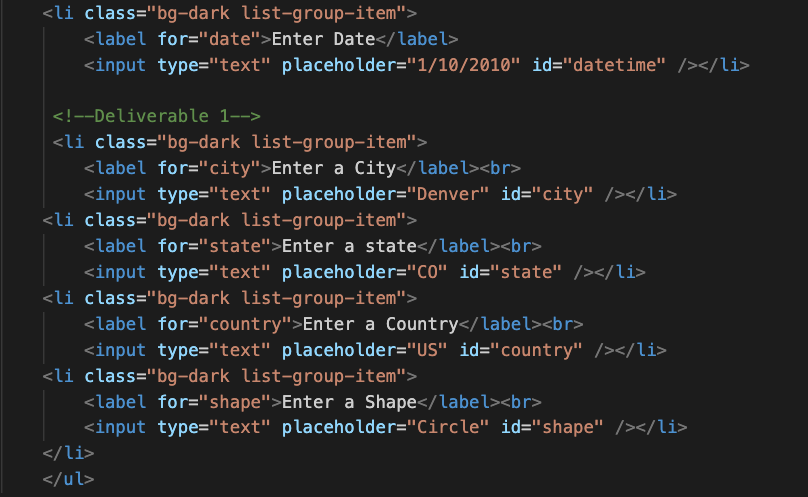 <li class="bg-dark list-group-item">
<label for="date">Enter Date</label>
<input type="text" placeholder="1/10/2010" id="datetime" /></li>
<!--Deliverable 1-->
<li class="bg-dark list-group-item">
<label for="city">Enter a City</label><br>
<input type="text" placeholder="Denver" id="city" /></li>
<li class="bg-dark list-group-item">
<label for="state">Enter a state</label><br>
<input type="text" placeholder="CO" id="state" /></li>
<li class="bg-dark list-group-item">
<label for="country">Enter a Country</label><br>
<input type="text" placeholder="US" id="country" /></li>
<li class="bg-dark list-group-item">
<label for="shape">Enter a Shape</label><br>
<input type="text" placeholder="Circle" id="shape" /></li>
</li>
</ul>